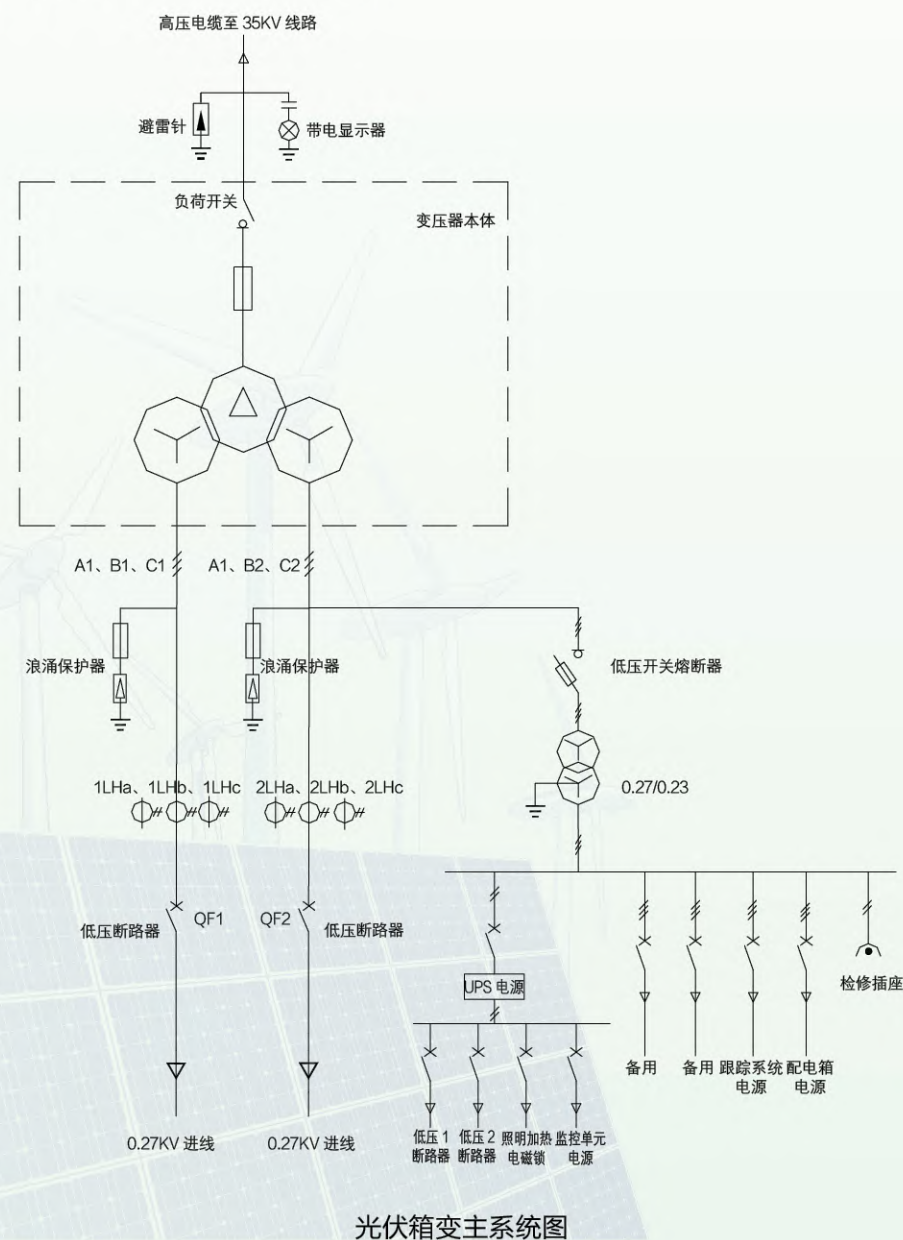 高压电缆至 35KV 线路
避雷针
带电显示器
负荷开关
变压器本体
A1、B1、C1
A1、B2、C2
浪涌保护器
浪涌保护器
低压开关熔断器
1LHa、1LHb、1LHc
2LHa、2LHb、2LHc
0.27/0.23
QF1
低压断路器
QF2
低压断路器
UPS 电源
检修插座
备用
备用
跟踪系统
电源
配电箱
电源
低压 1
断路器
低压 2
断路器
照明加热
电磁锁
监控单元
电源
0.27KV 进线
0.27KV 进线
光伏箱变主系统图